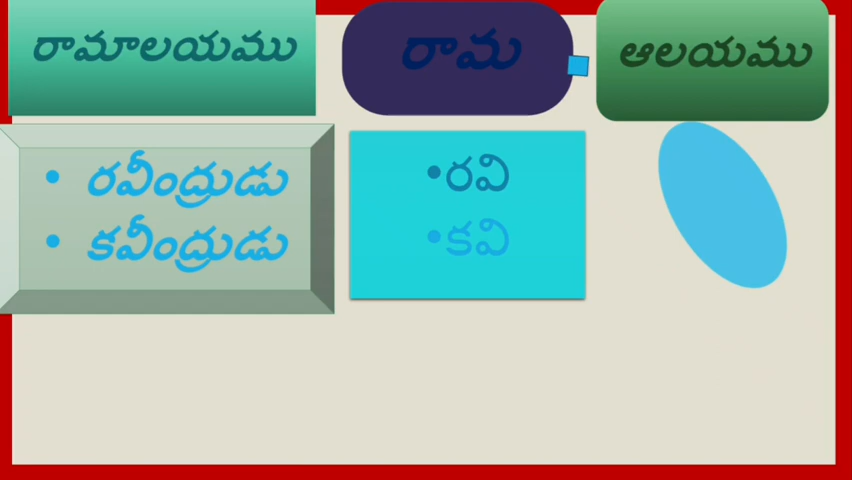 రామాలయము
రామ
ఆలయము
• రవీంద్రుడు
• కవీంద్రుడు
•రవి
•కవి